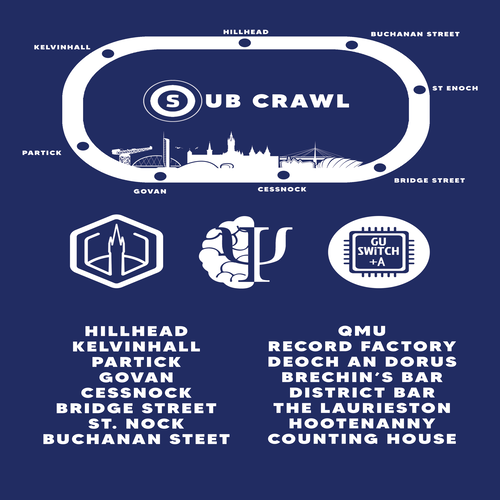 HILLHEAD
BUCHANAN STREET
KELVINHALL
ST ENOCH
S UB CRAWL
PARTICK
BRIDGE STREET
GOVAN
CESSNOCK
GU
SWiTCH
+A
HILLHEAD
KELVINHALL
PARTICK
GOVAN
CESSNOCK
BRIDGE STREET
ST. NOCK
BUCHANAN STEET
QMU
RECORD FACTORY
DEOCH AN DORUS
BRECHIN'S BAR
DISTRICT BAR
THE LAURIESTON
HOOTENANNY
COUNTING HOUSE